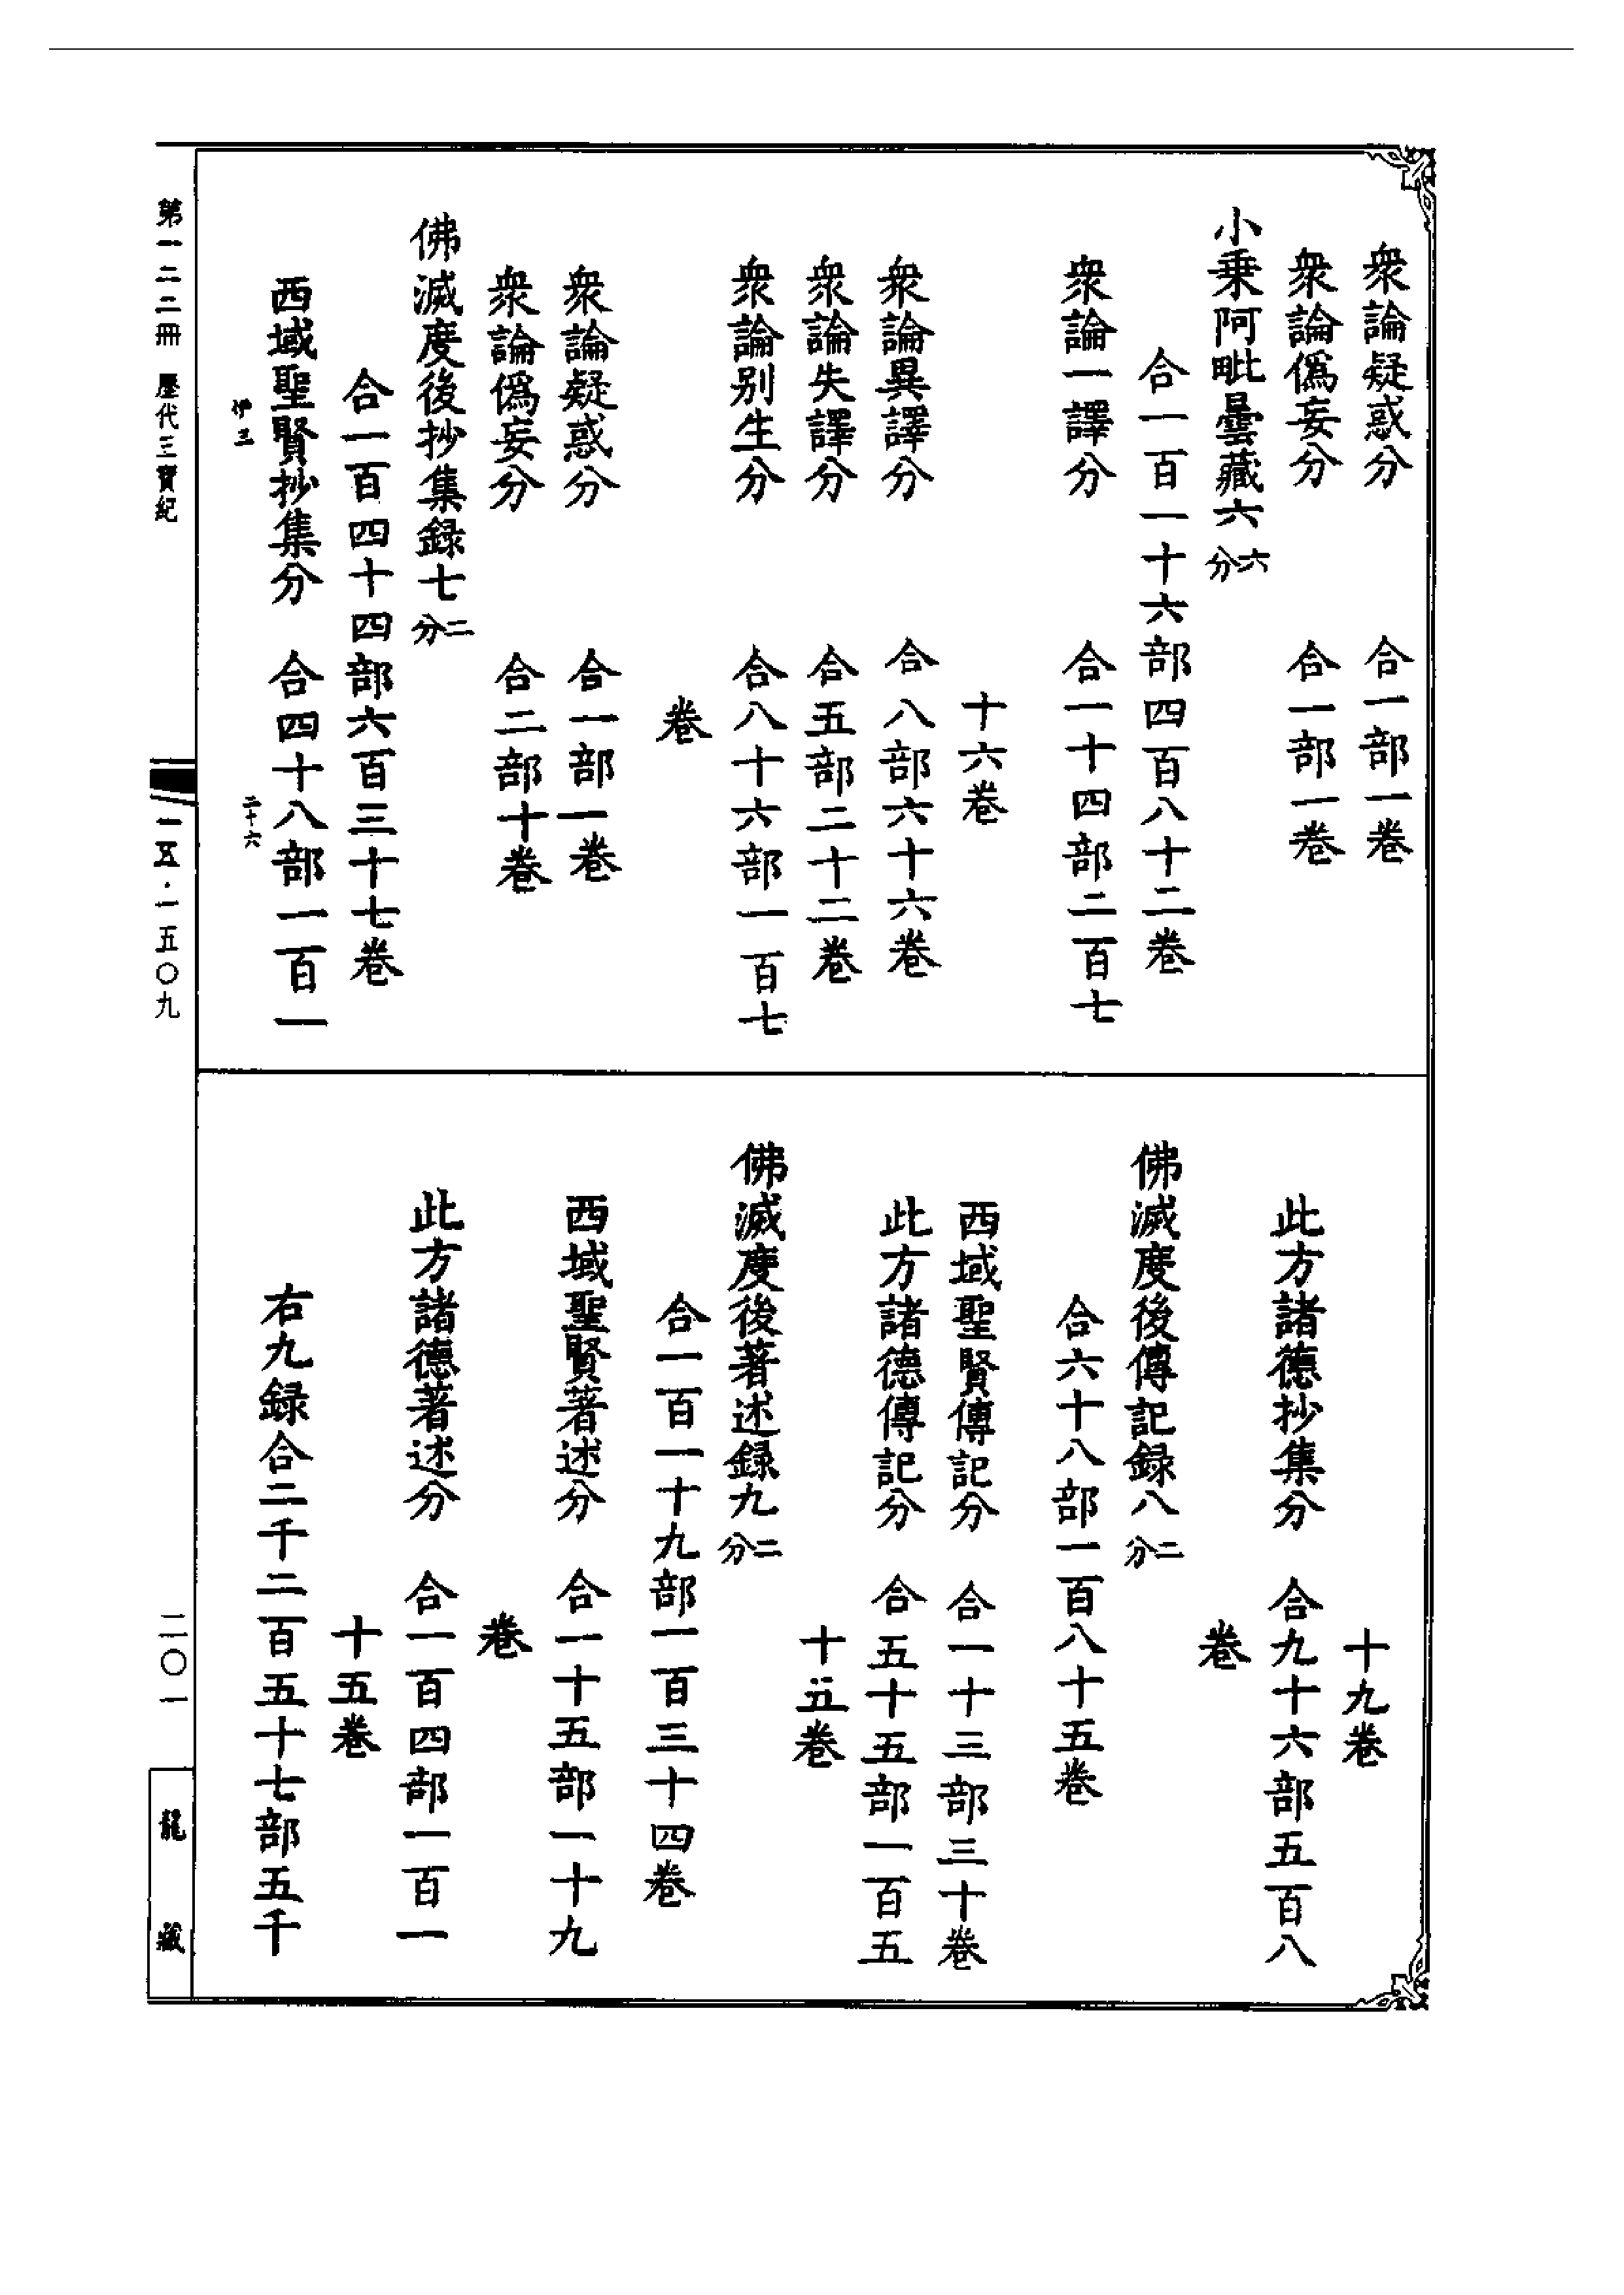 衆論疑惑分　合一部一卷
衆論僞妄分　合一部一卷
小乗阿毗曇藏六六分
合一百一十六部四百八十二卷
衆論一譯分　合一十四部二百七
十六卷
衆論異譯分　合八部六十六卷
衆論失譯分　合五部二十二卷
衆論别生分　合八十六部一百七
卷
衆論疑惑分　合一部一卷
衆論僞妄分　合二部十卷
佛滅度後抄集録七二分
合一百四十四部六百三十七卷
西域聖賢抄集分　合四十八部一百一
伊三
二十六
十九卷
此方諸德抄集分　合九十六部五百八
卷
佛滅度後傳記録八二分
合六十八部一百八十五卷
西域聖賢傳記分　合一十三部三十卷
此方諸德傳記分　合五十五部一百五
十五卷
佛滅度後著述録九二分
合一百一十九部一百三十四卷
西域聖賢著述分　合一十五部一十九
卷
此方諸德著述分　合一百四部一百一
十五卷
右九録合二千二百五十七部五千
第一二二冊　歷代三寶紀
一二五·一五〇九
二〇一
龍藏